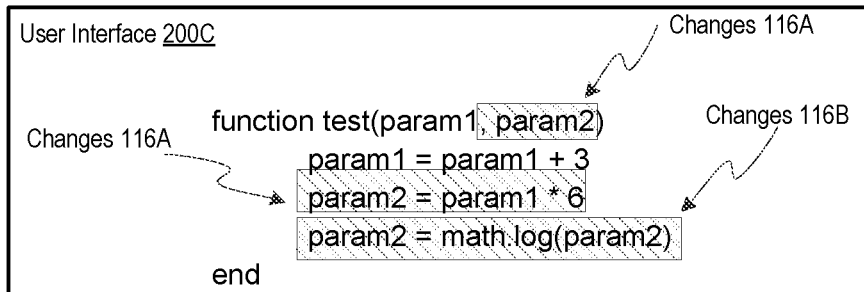 User Interface 200C
Changes 116A
function test(param1, param2)
Changes 116A
Changes 116B
param1 = param1 + 3
param2 = param1 * 6
param2 = math.log(param2)
end